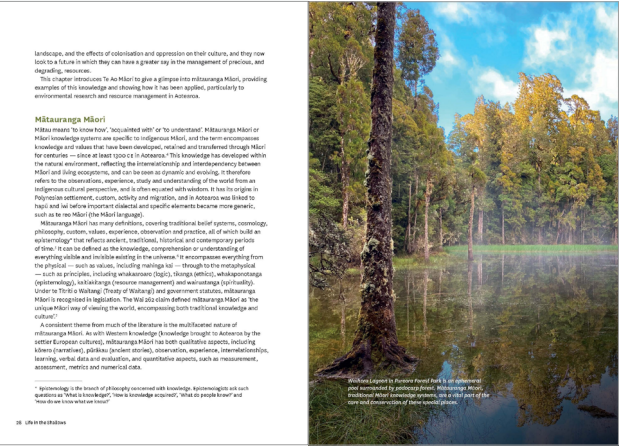 landscape, and the effects of colonisation and oppression on their culture, and they now
look to a future in which they can have a greater say in the management of precious, and
degrading, resources.
This chapter introduces Te Ao Māori to give a glimpse into mātauranga Māori, providing
examples of this knowledge and showing how it has been applied, particularly to
environmental research and resource management in Aotearoa.
Mātauranga Māori
Mātau means 'to know how', 'acquainted with' or 'to understand'. Mātauranga Māori or
Māori knowledge systems are specific to Indigenous Māori, and the term encompasses
knowledge and values that have been developed, retained and transferred through Māori
for centuries — since at least 1300 CE in Aotearoa. This knowledge has developed within
the natural environment, reflecting the interrelationship and interdependency between
Māori and living ecosystems, and can be seen as dynamic and evolving. It therefore
refers to the observations, experience, study and understanding of the world from an
Indigenous cultural perspective, and is often equated with wisdom. It has its origins in
Polynesian settlement, custom, activity and migration, and in Aotearoa was linked to
hapū and iwi before important dialectal and specific elements became more generic,
such as te reo Māori (the Māori language).
Mātauranga Māori has many definitions, covering traditional belief systems, cosmology,
philosophy, custom, values, experience, observation and practice, all of which build an
epistemology* that reflects ancient, traditional, historical and contemporary periods
of time. It can be defined as the knowledge, comprehension or understanding of
everything visible and invisible existing in the universe. It encompasses everything from
the physical — such as values, including mahinga kai — through to the metaphysical
— such as principles, including whakaaroaro (logic), tikanga (ethics), whakaponotanga
(epistemology), kaitiakitanga (resource management) and wairuatanga (spirituality).
Under te Tiriti o Waitangi (Treaty of Waitangi) and government statutes, mātauranga
Māori is recognised in legislation. The Wai 262 claim defined mātauranga Māori as 'the
unique Māori way of viewing the world, encompassing both traditional knowledge and
culture'.
A consistent theme from much of the literature is the multifaceted nature of
mātauranga Māori. As with Western knowledge (knowledge brought to Aotearoa by the
settler European cultures), mātauranga Māori has both qualitative aspects, including
kōrero (narratives), pūrākau (ancient stories), observation, experience, interrelationships,
learning, verbal data and evaluation, and quantitative aspects, such as measurement,
assessment, metrics and numerical data.
* Epistemology is the branch of philosophy concerned with knowledge. Epistemologists ask such
questions as 'What is knowledge?', 'How is knowledge acquired?', 'What do people know?' and
'How do we know what we know?'
28 Life in the Shallows
Waihora Lagoon in Pureora Forest Park is an ephemeral
pool surrounded by podocarp forest. Mātauranga Māori,
traditional Māori knowledge systems, are a vital part of the
care and conservation of these special places.